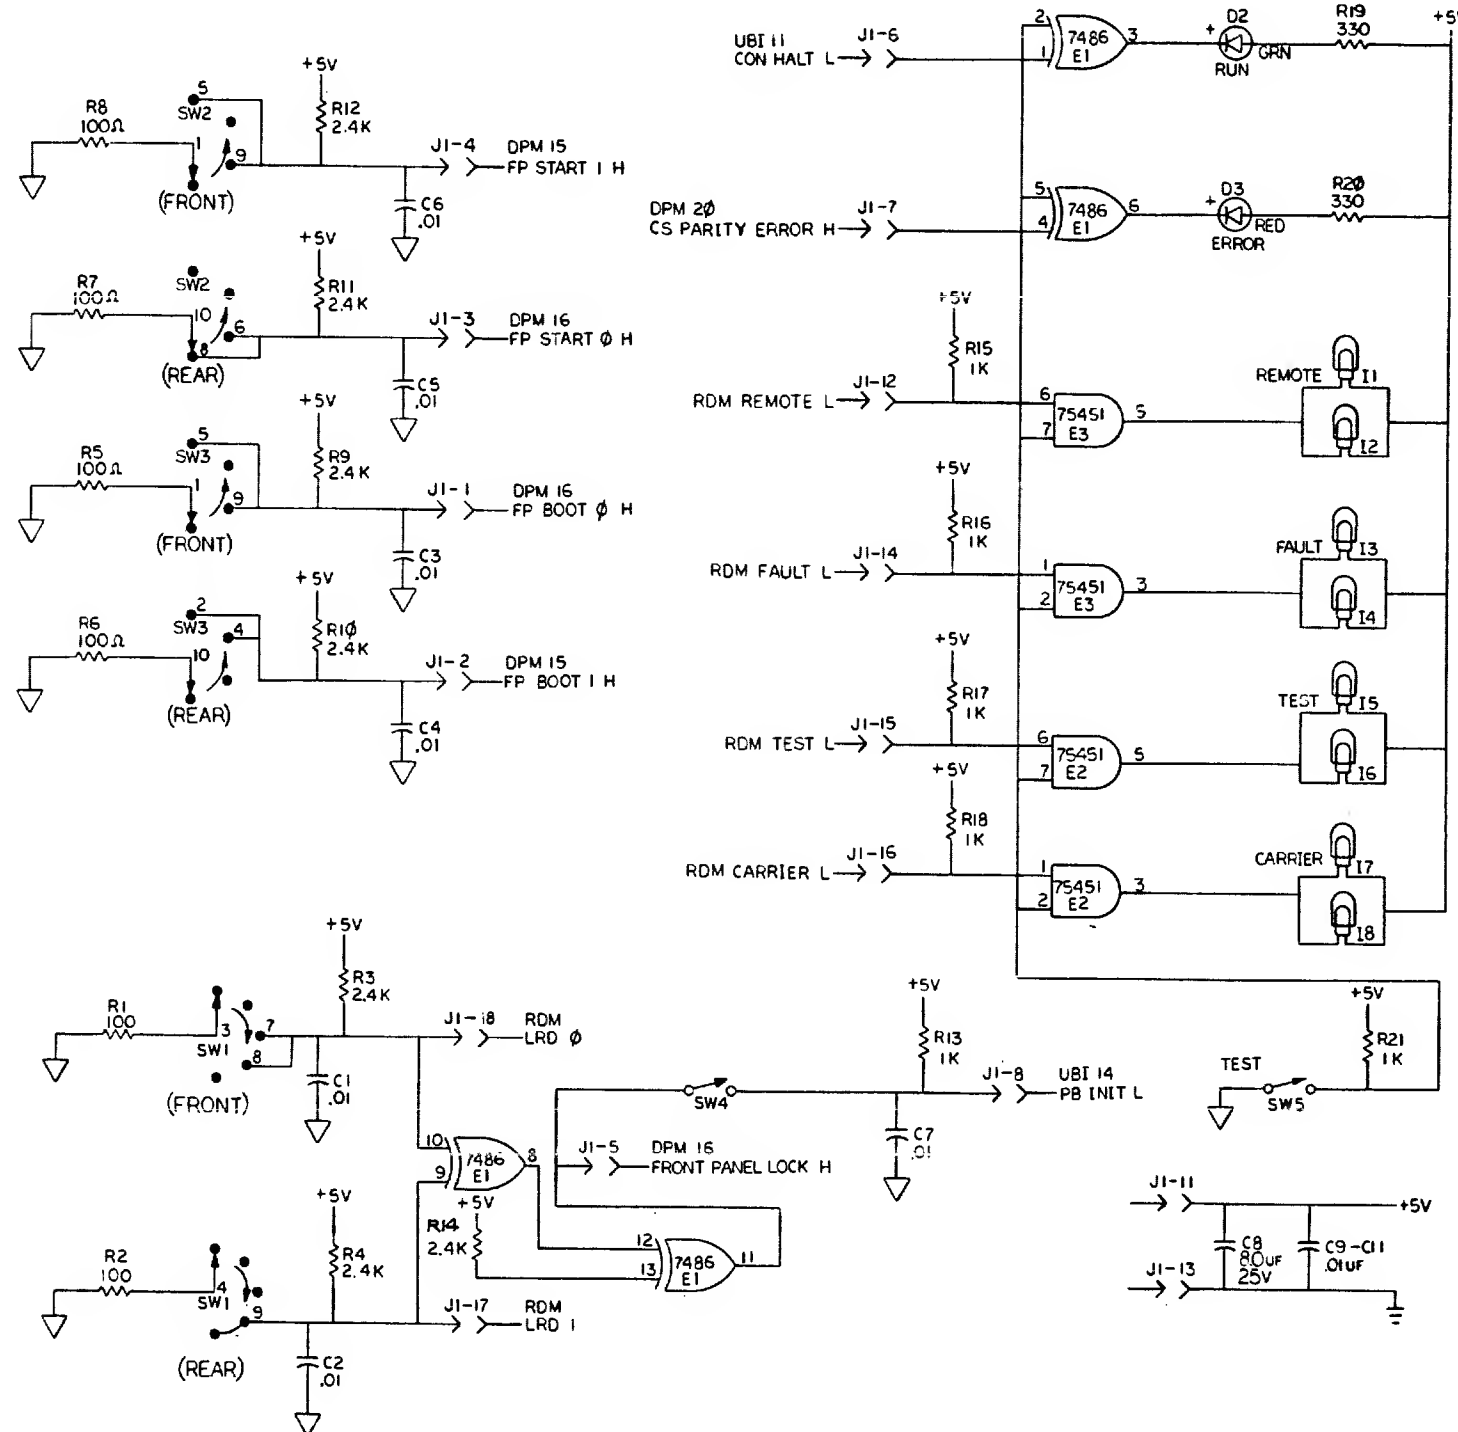 R8
100Ω
5
SW2
1
9
(FRONT)
+5V
R12
2.4K
C6
.01
J1-4
DPM 15
FP START 1 H
R7
100Ω
SW2
10
6
8
(REAR)
+5V
R11
2.4K
C5
.01
J1-3
DPM 16
FP START Ø H
R5
100Ω
5
SW3
1
9
(FRONT)
+5V
R9
2.4K
C3
.01
J1-1
DPM 16
FP BOOT Ø H
R6
100Ω
2
SW3
4
10
(REAR)
+5V
R1Ø
2.4K
C4
.01
J1-2
DPM 15
FP BOOT 1 H
UBI 11
CON HALT L
J1-6
2
1
7486
E1
3
+
D2
RUN
GRN
R19
330
+5V
DPM 2Ø
CS PARITY ERROR H
J1-7
5
4
7486
E1
6
+
D3
ERROR
RED
R2Ø
330
RDM REMOTE L
J1-12
+5V
R15
1K
6
7
75451
E3
5
REMOTE
I1
I2
RDM FAULT L
J1-14
+5V
R16
1K
1
2
75451
E3
3
FAULT
I3
I4
RDM TEST L
J1-15
+5V
R17
1K
6
7
75451
E2
5
TEST
I5
I6
RDM CARRIER L
J1-16
+5V
R18
1K
1
2
75451
E2
3
CARRIER
I7
I8
R1
100
3
SW1
7
8
(FRONT)
+5V
R3
2.4K
C1
.01
J1-18
RDM
LRD Ø
10
9
7486
E1
8
+5V
R14
2.4K
12
13
7486
E1
11
J1-5
DPM 16
FRONT PANEL LOCK H
SW4
+5V
R13
1K
C7
.01
J1-8
UBI 14
PB INIT L
TEST
SW5
+5V
R21
1K
R2
100
4
SW1
9
(REAR)
+5V
R4
2.4K
C2
.01
J1-17
RDM
LRD 1
J1-11
+5V
C8
80UF
25V
C9-C11
.01UF
J1-13